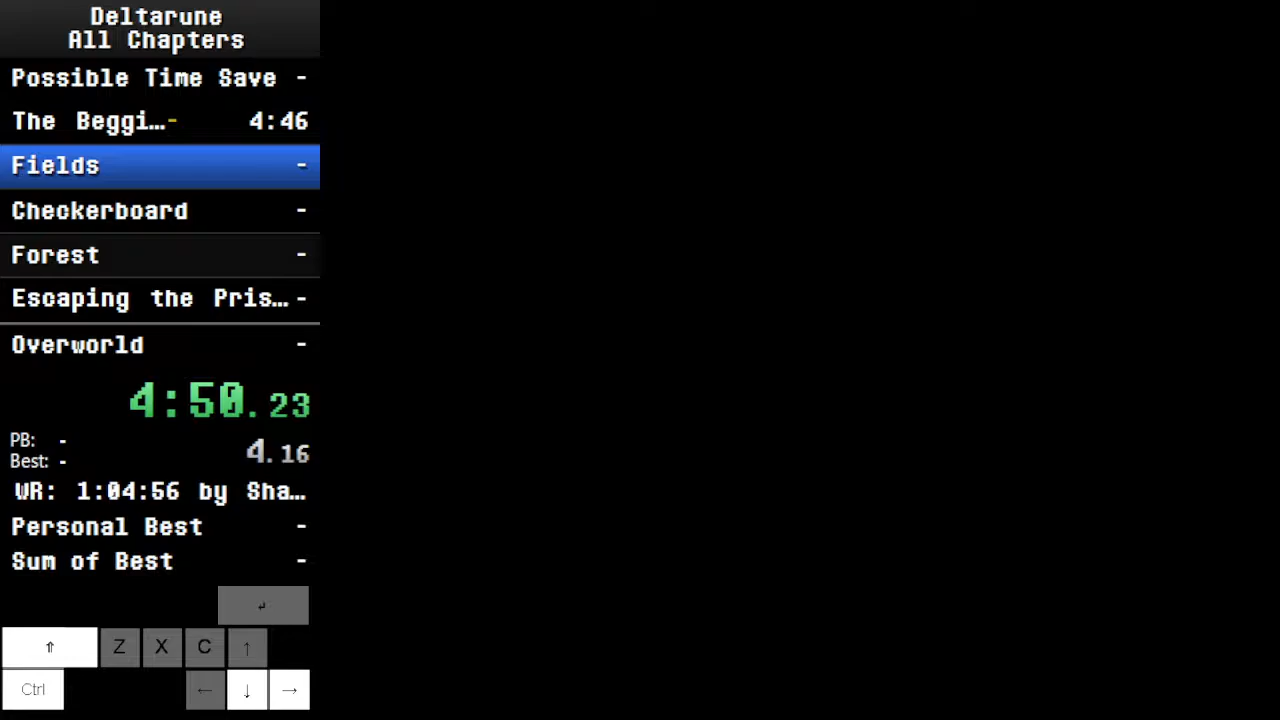 Deltarune
All Chapters
Possible Time Save -
The Beggi…- 4:46
Fields -
Checkerboard -
Forest -
Escaping the Pris… -
Overworld -
4:50.23
PB: -
Best: - 4.16
WR: 1:04:56 by Sha…
Personal Best -
Sum of Best -
↵
⇑ Z X C ↑
Ctrl ← ↓ →